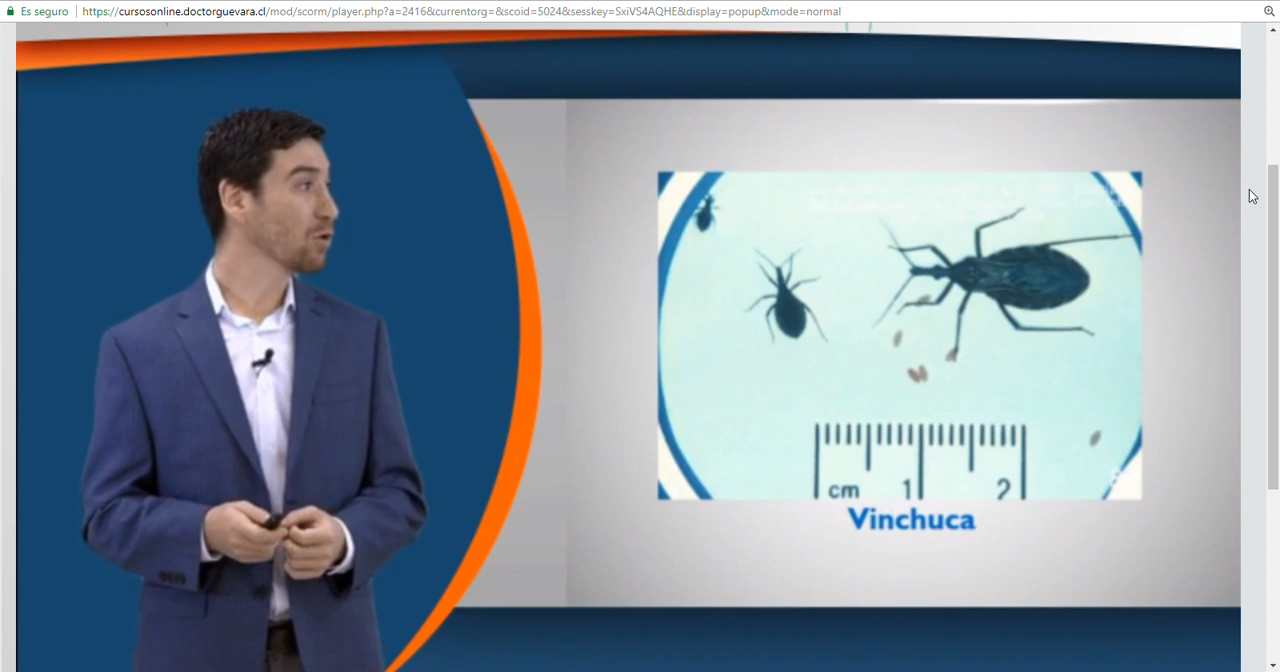 Es seguro
https://cursosonline.doctorguevara.cl/mod/scorm/player.php?a=2416&currentorg=&scoid=5024&sesskey=SxiVS4AQHE&display=popup&mode=normal
cm 1 2
Vinchuca